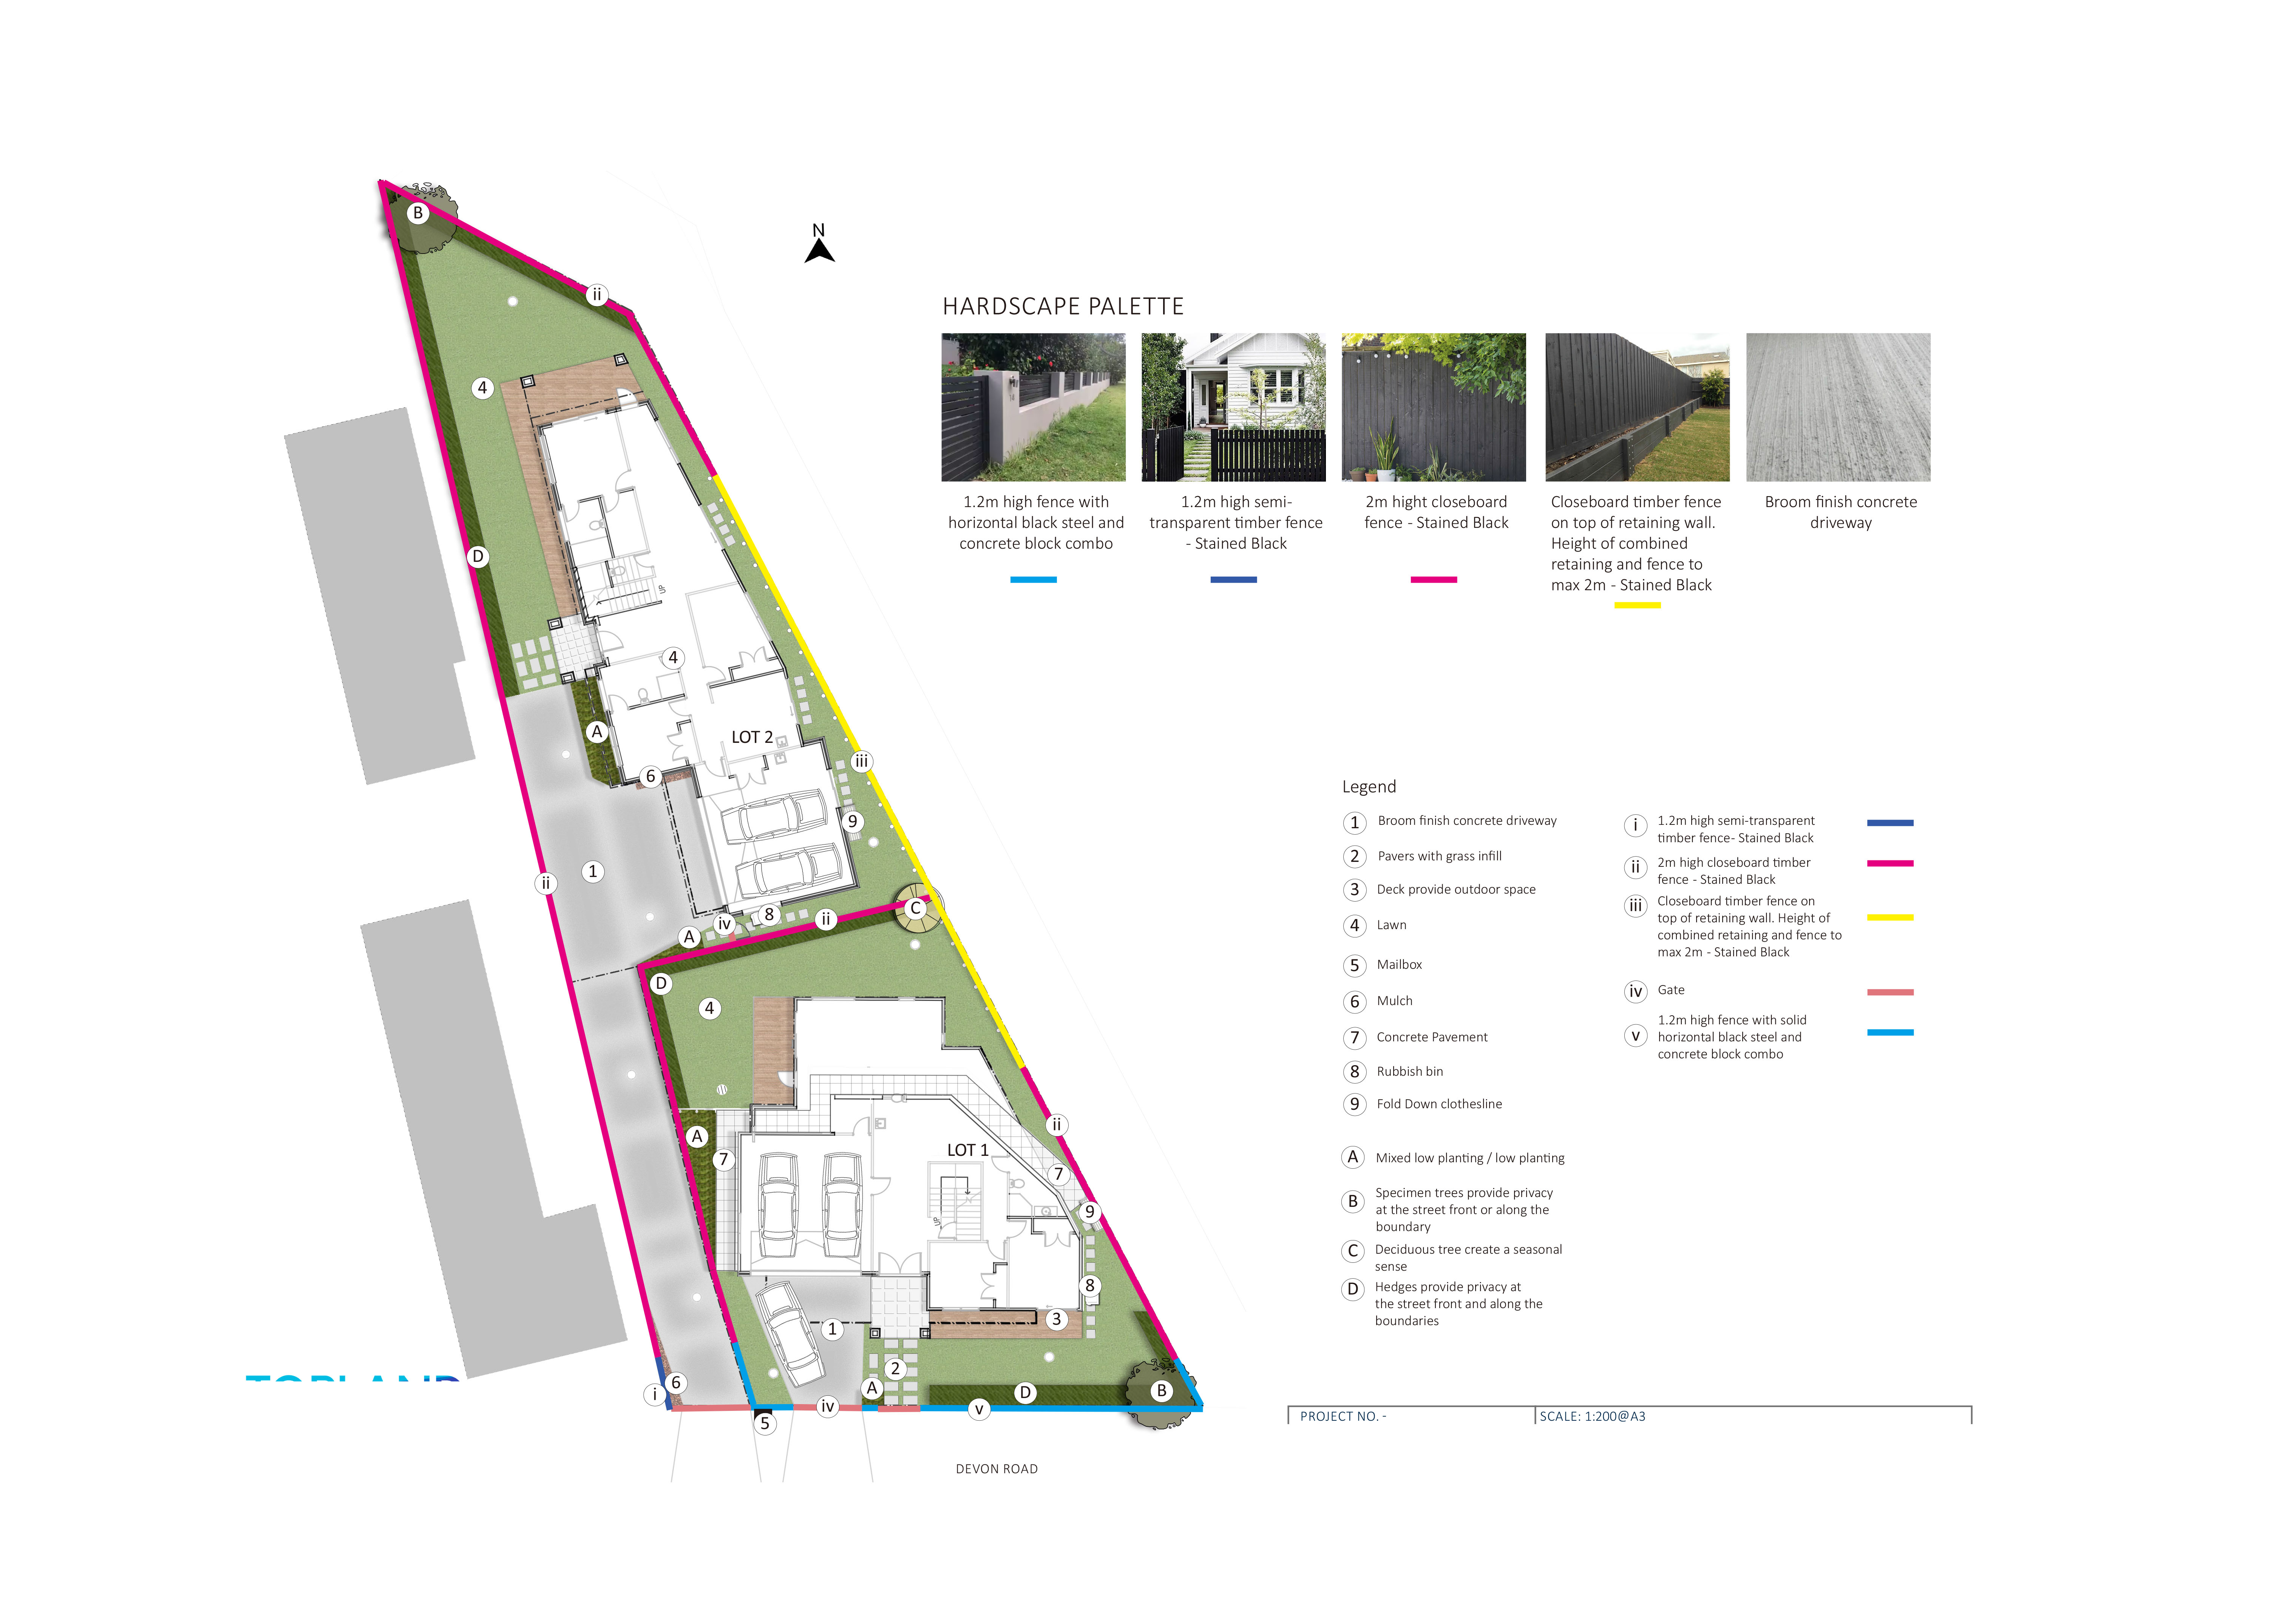 N
HARDSCAPE PALETTE
1.2m high fence with
horizontal black steel and
concrete block combo
1.2m high semi-
transparent timber fence
- Stained Black
2m hight closeboard
fence - Stained Black
Closeboard timber fence
on top of retaining wall.
Height of combined
retaining and fence to
max 2m - Stained Black
Broom finish concrete
driveway
B
ii
4
D
UP
4
A
LOT 2
6
iii
9
1
ii
8
iv
ii
C
A
D
4
A
7
LOT 1
ii
7
9
UP
8
3
1
2
6
i
A
D
B
iv
v
5
DEVON ROAD
Legend
1 Broom finish concrete driveway
2 Pavers with grass infill
3 Deck provide outdoor space
4 Lawn
5 Mailbox
6 Mulch
7 Concrete Pavement
8 Rubbish bin
9 Fold Down clothesline
A Mixed low planting / low planting
B Specimen trees provide privacy
at the street front or along the
boundary
C Deciduous tree create a seasonal
sense
D Hedges provide privacy at
the street front and along the
boundaries
i 1.2m high semi-transparent
timber fence- Stained Black
ii 2m high closeboard timber
fence - Stained Black
iii Closeboard timber fence on
top of retaining wall. Height of
combined retaining and fence to
max 2m - Stained Black
iv Gate
v 1.2m high fence with solid
horizontal black steel and
concrete block combo
PROJECT NO. -
SCALE: 1:200@A3